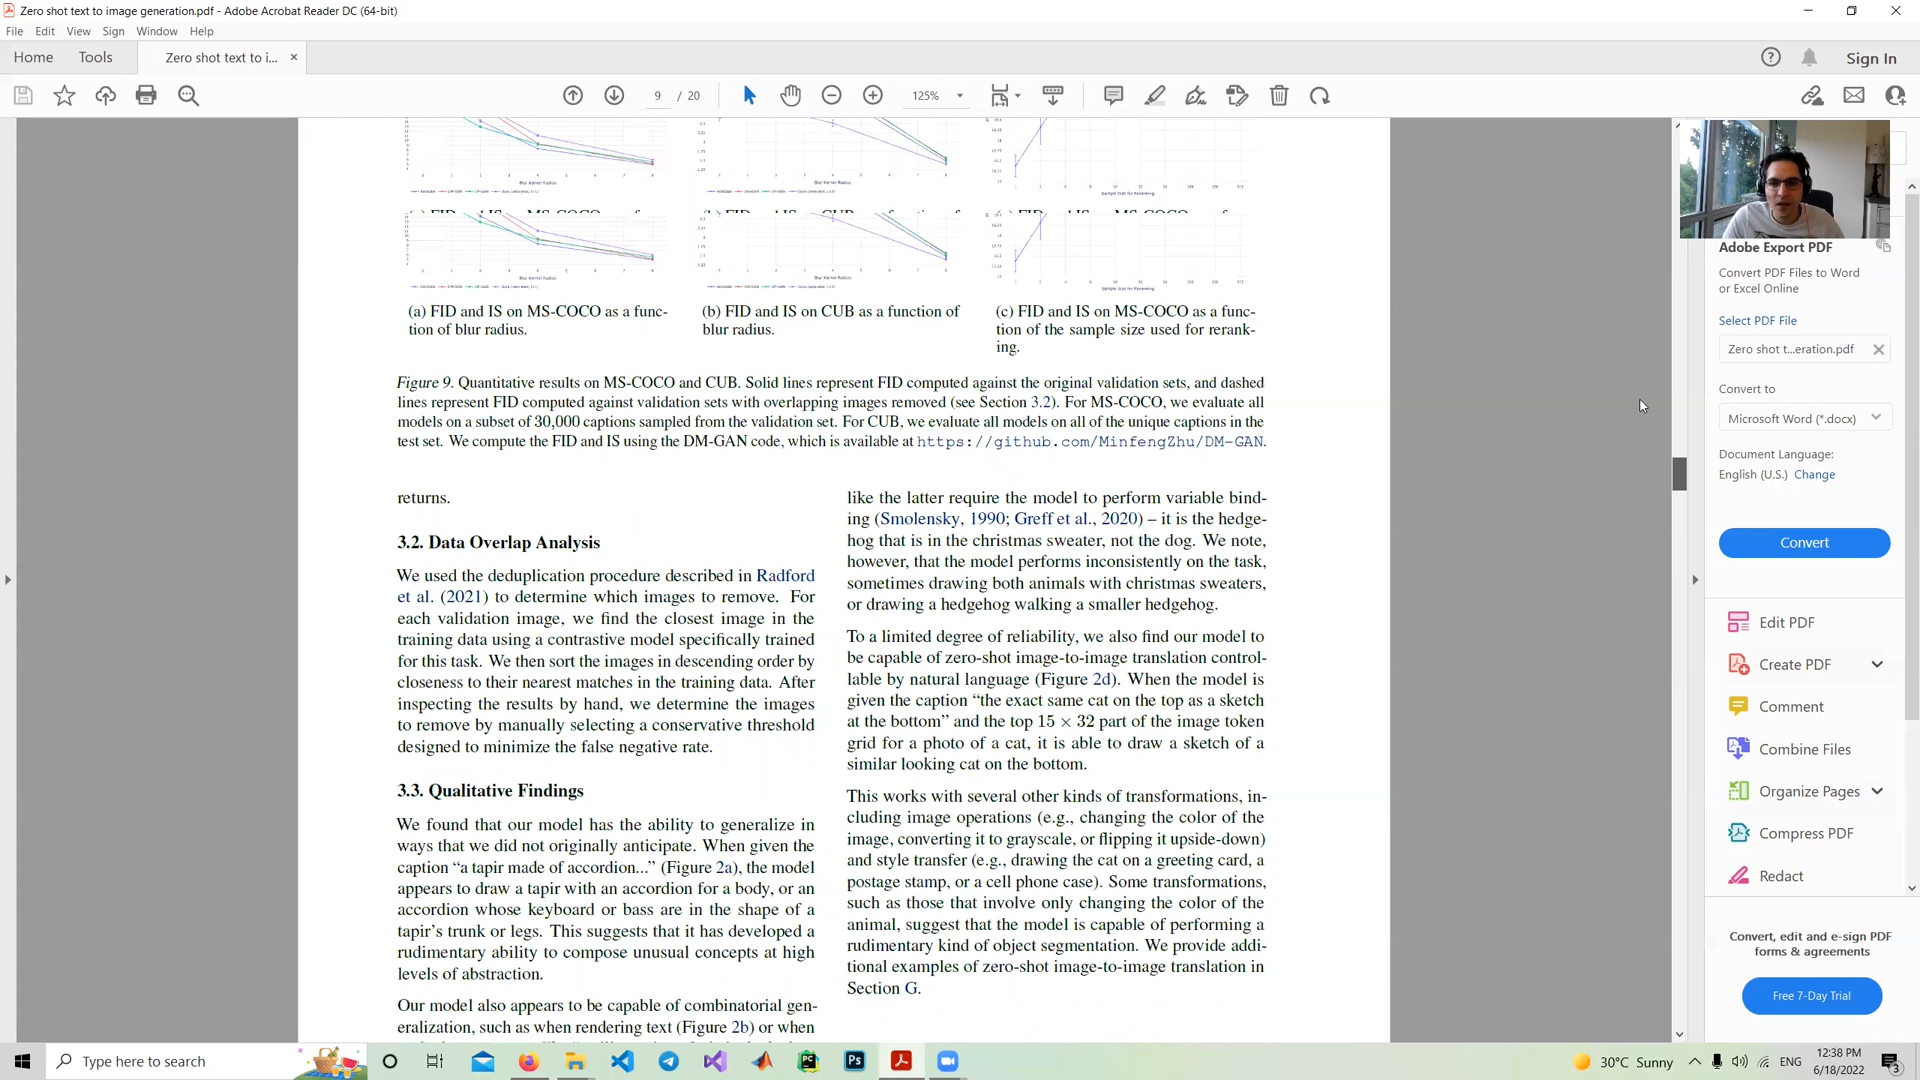 Zero shot text to image generation.pdf - Adobe Acrobat Reader DC (64-bit)
File Edit View Sign Window Help
Home Tools Zero shot text to i... × Sign In
9 / 20 125%
(a) FID and IS on MS-COCO as a func-
tion of blur radius.
(b) FID and IS on CUB as a function of
blur radius.
(c) FID and IS on MS-COCO as a func-
tion of the sample size used for rerank-
ing.
Figure 9. Quantitative results on MS-COCO and CUB. Solid lines represent FID computed against the original validation sets, and dashed
lines represent FID computed against validation sets with overlapping images removed (see Section 3.2). For MS-COCO, we evaluate all
models on a subset of 30,000 captions sampled from the validation set. For CUB, we evaluate all models on all of the unique captions in the
test set. We compute the FID and IS using the DM-GAN code, which is available at https://github.com/MinfengZhu/DM-GAN.
returns.
3.2. Data Overlap Analysis
We used the deduplication procedure described in Radford
et al. (2021) to determine which images to remove. For
each validation image, we find the closest image in the
training data using a contrastive model specifically trained
for this task. We then sort the images in descending order by
closeness to their nearest matches in the training data. After
inspecting the results by hand, we determine the images
to remove by manually selecting a conservative threshold
designed to minimize the false negative rate.
3.3. Qualitative Findings
We found that our model has the ability to generalize in
ways that we did not originally anticipate. When given the
caption “a tapir made of accordion...” (Figure 2a), the model
appears to draw a tapir with an accordion for a body, or an
accordion whose keyboard or bass are in the shape of a
tapir’s trunk or legs. This suggests that it has developed a
rudimentary ability to compose unusual concepts at high
levels of abstraction.
Our model also appears to be capable of combinatorial gen-
eralization, such as when rendering text (Figure 2b) or when
like the latter require the model to perform variable bind-
ing (Smolensky, 1990; Greff et al., 2020) – it is the hedge-
hog that is in the christmas sweater, not the dog. We note,
however, that the model performs inconsistently on the task,
sometimes drawing both animals with christmas sweaters,
or drawing a hedgehog walking a smaller hedgehog.
To a limited degree of reliability, we also find our model to
be capable of zero-shot image-to-image translation control-
lable by natural language (Figure 2d). When the model is
given the caption “the exact same cat on the top as a sketch
at the bottom” and the top 15 × 32 part of the image token
grid for a photo of a cat, it is able to draw a sketch of a
similar looking cat on the bottom.
This works with several other kinds of transformations, in-
cluding image operations (e.g., changing the color of the
image, converting it to grayscale, or flipping it upside-down)
and style transfer (e.g., drawing the cat on a greeting card, a
postage stamp, or a cell phone case). Some transformations,
such as those that involve only changing the color of the
animal, suggest that the model is capable of performing a
rudimentary kind of object segmentation. We provide addi-
tional examples of zero-shot image-to-image translation in
Section G.
Adobe Export PDF
Convert PDF Files to Word
or Excel Online
Select PDF File
Zero shot t...eration.pdf
Convert to
Microsoft Word (*.docx)
Document Language:
English (U.S.) Change
Convert
Edit PDF
Create PDF
Comment
Combine Files
Organize Pages
Compress PDF
Redact
Convert, edit and e-sign PDF
forms & agreements
Free 7-Day Trial
Type here to search
30°C Sunny
ENG
12:38 PM
6/18/2022
3